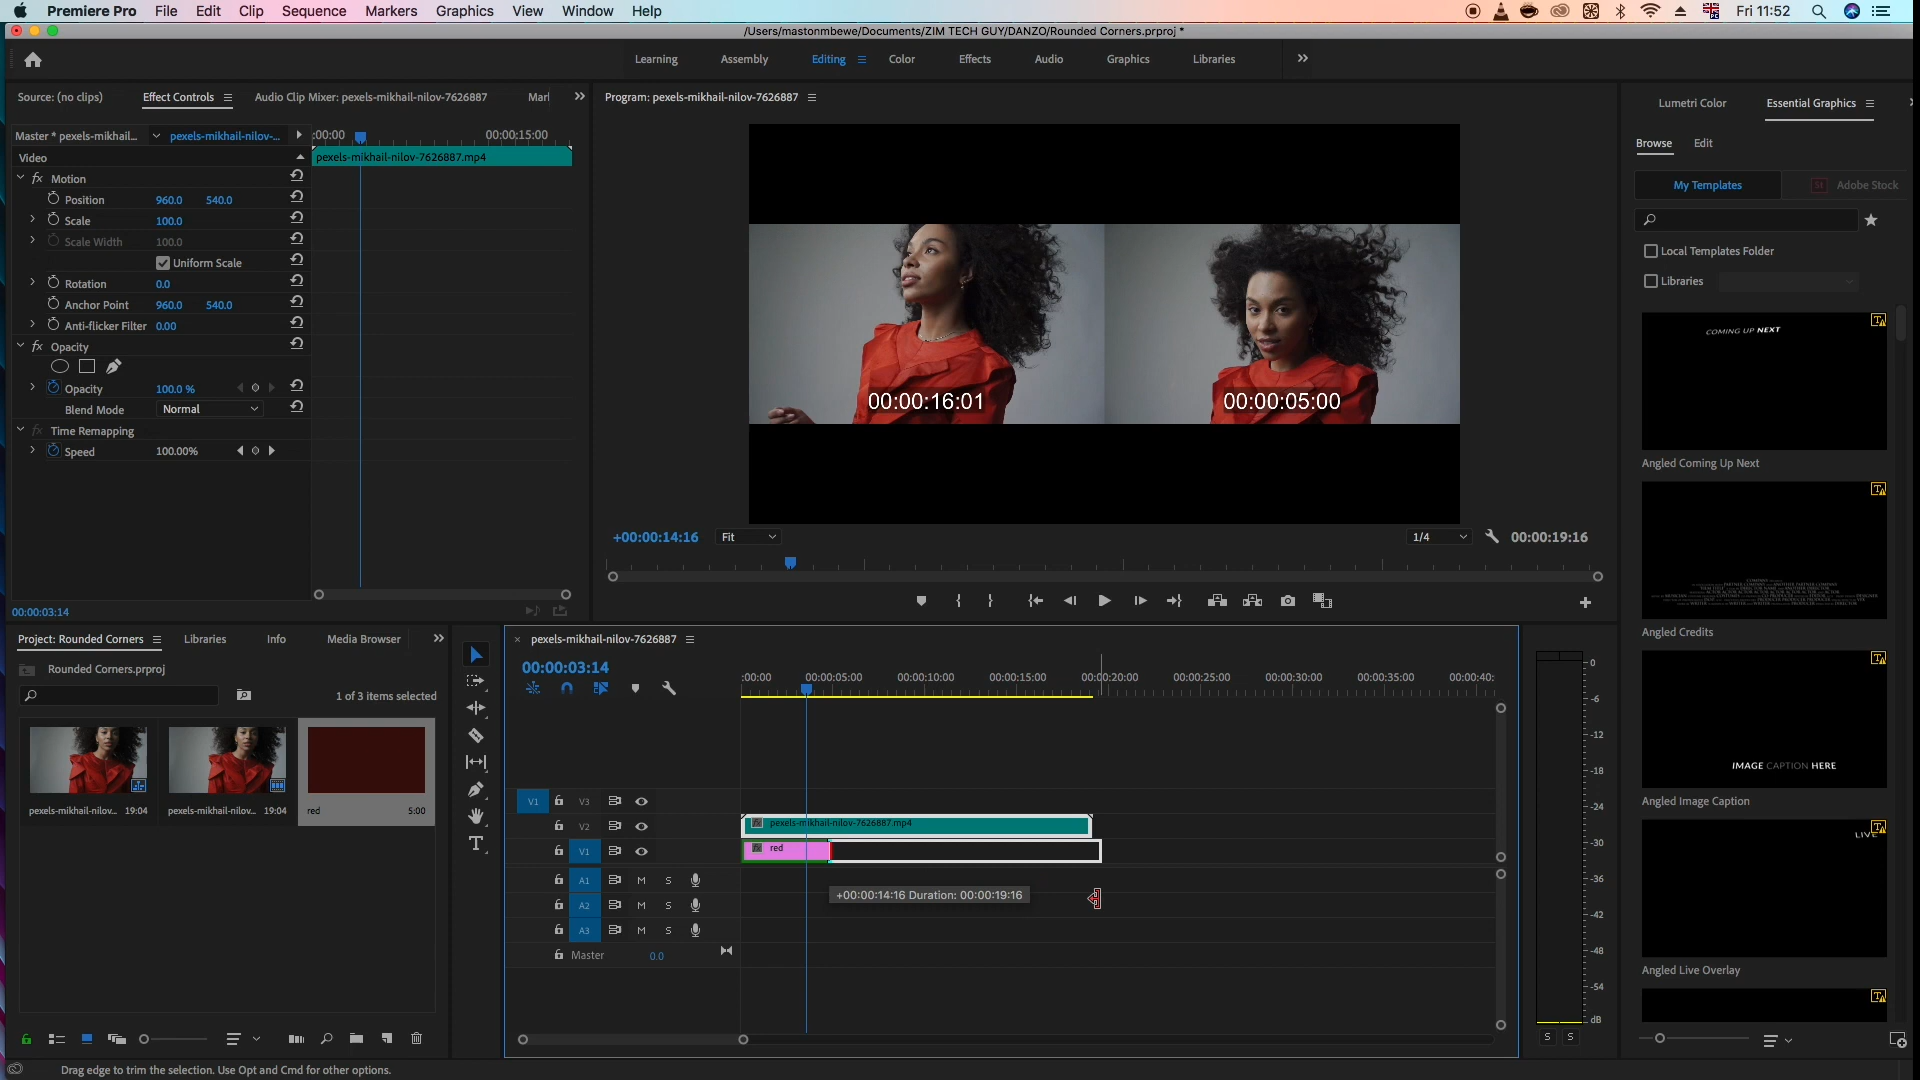 Premiere Pro File Edit Clip Sequence Markers Graphics View Window Help Fri 11:52
/Users/mastonmbewe/Documents/ZIM TECH GUY/DANZO/Rounded Corners.prproj *
Learning Assembly Editing Color Effects Audio Graphics Libraries
Source: (no clips) Effect Controls Audio Clip Mixer: pexels-mikhail-nilov-7626887 Marl
Program: pexels-mikhail-nilov-7626887
Lumetri Color Essential Graphics
Master * pexels-mikhail... pexels-mikhail-nilov-... :00:00 00:00:15:00
Video pexels-mikhail-nilov-7626887.mp4
fx Motion
Position 960.0 540.0
Scale 100.0
Scale Width 100.0
Uniform Scale
Rotation 0.0
Anchor Point 960.0 540.0
Anti-flicker Filter 0.00
fx Opacity
Opacity 100.0 %
Blend Mode Normal
fx Time Remapping
Speed 100.00%
00:00:03:14
00:00:16:01 00:00:05:00
+00:00:14:16 Fit 1/4 00:00:19:16
Browse Edit
My Templates St Adobe Stock
Local Templates Folder
Libraries
COMING UP NEXT
Angled Coming Up Next
Angled Credits
IMAGE CAPTION HERE
Angled Image Caption
LIVE
Angled Live Overlay
Project: Rounded Corners Libraries Info Media Browser
Rounded Corners.prproj
1 of 3 items selected
pexels-mikhail-nilov... 19:04 pexels-mikhail-nilov... 19:04 red 5:00
pexels-mikhail-nilov-7626887
00:00:03:14
:00:00 00:00:05:00 00:00:10:00 00:00:15:00 00:00:20:00 00:00:25:00 00:00:30:00 00:00:35:00 00:00:40:
V1 V3
V2 fx pexels-mikhail-nilov-7626887.mp4
V1 fx red
A1 M S
+00:00:14:16 Duration: 00:00:19:16
A2 M S
A3 M S
Master 0.0
0
-6
-12
-18
-24
-30
-36
-42
-48
-54
dB
S S
Drag edge to trim the selection. Use Opt and Cmd for other options.